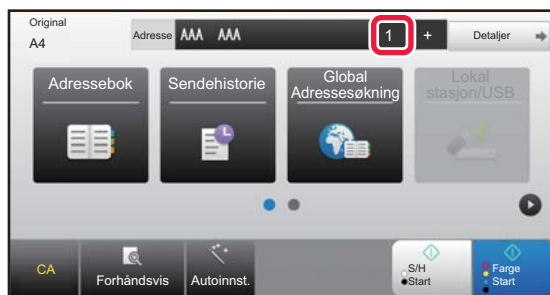 Original
A4
Adresse AAA AAA 1 + Detaljer
Adressebok
Sendehistorie
Global
Adressesøkning
Lokal
stasjon/USB
CA
Forhåndsvis
Autoinnst.
S/H
Start
Farge
Start